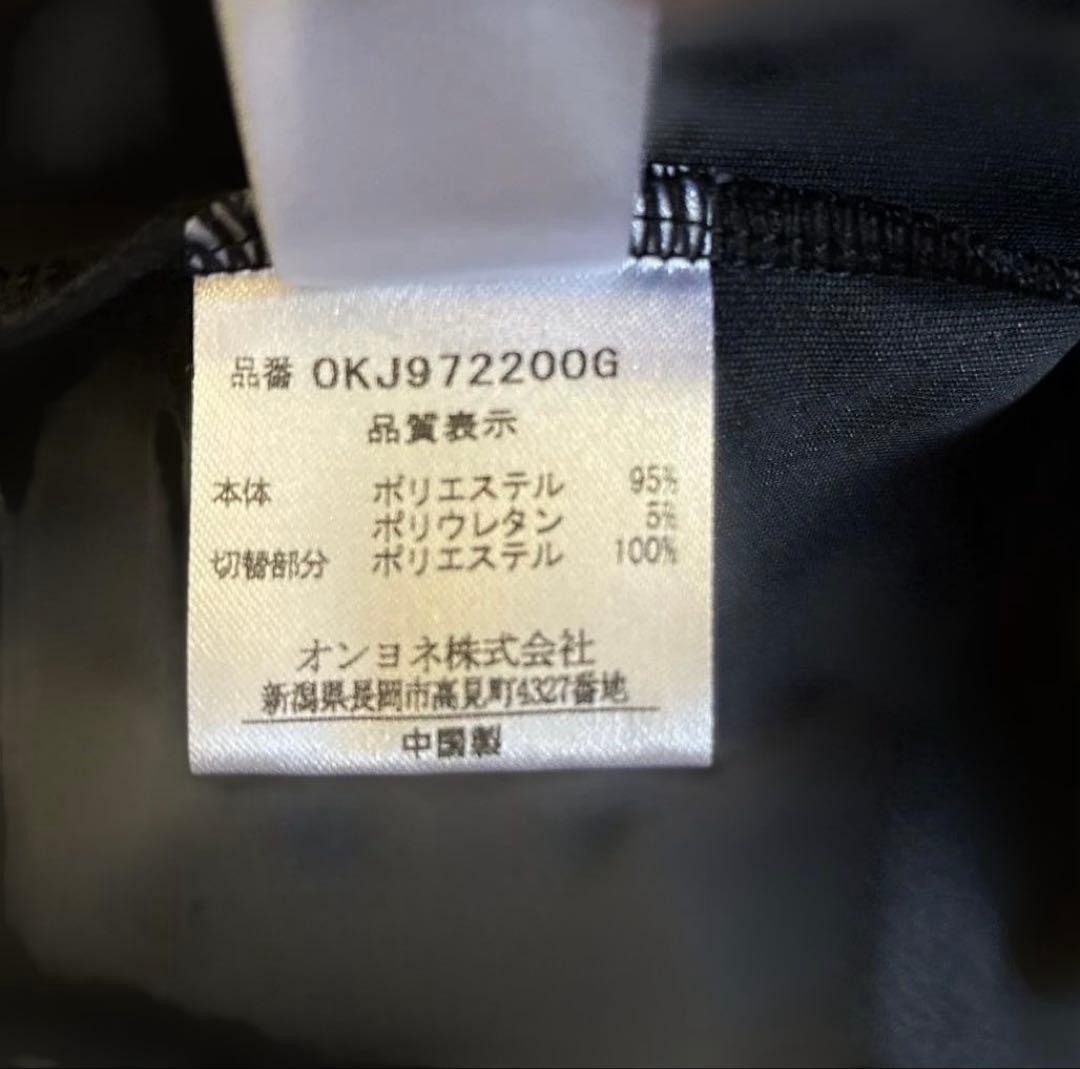 品番 OKJ972200G
品質表示
本体 ポリエステル 95%
ポリウレタン 5%
切替部分 ポリエステル 100%
オンヨネ株式会社
新潟県長岡市高見町4327番地
中国製